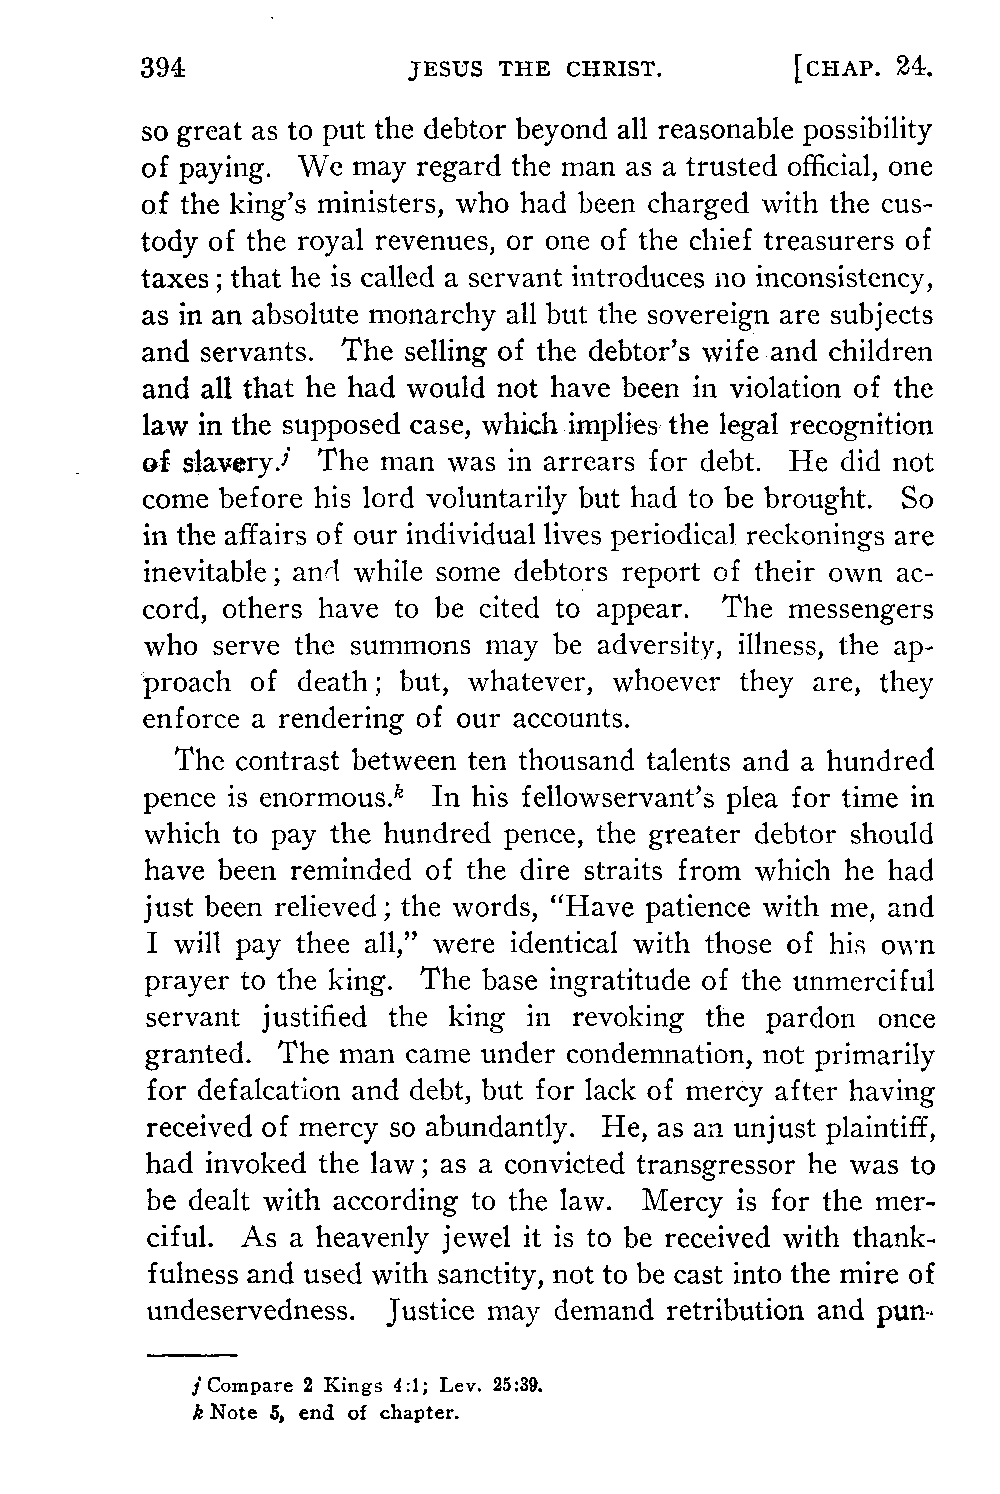 394 JESUS THE CHRIST. [CHAP. 24.
so great as to put the debtor beyond all reasonable possibility
of paying. We may regard the man as a trusted official, one
of the king's ministers, who had been charged with the cus-
tody of the royal revenues, or one of the chief treasurers of
taxes; that he is called a servant introduces no inconsistency,
as in an absolute monarchy all but the sovereign are subjects
and servants. The selling of the debtor's wife and children
and all that he had would not have been in violation of the
law in the supposed case, which implies the legal recognition
of slavery.j The man was in arrears for debt. He did not
come before his lord voluntarily but had to be brought. So
in the affairs of our individual lives periodical reckonings are
inevitable; and while some debtors report of their own ac-
cord, others have to be cited to appear. The messengers
who serve the summons may be adversity, illness, the ap-
proach of death; but, whatever, whoever they are, they
enforce a rendering of our accounts.
The contrast between ten thousand talents and a hundred
pence is enormous.k In his fellowservant's plea for time in
which to pay the hundred pence, the greater debtor should
have been reminded of the dire straits from which he had
just been relieved; the words, "Have patience with me, and
I will pay thee all," were identical with those of his own
prayer to the king. The base ingratitude of the unmerciful
servant justified the king in revoking the pardon once
granted. The man came under condemnation, not primarily
for defalcation and debt, but for lack of mercy after having
received of mercy so abundantly. He, as an unjust plaintiff,
had invoked the law; as a convicted transgressor he was to
be dealt with according to the law. Mercy is for the mer-
ciful. As a heavenly jewel it is to be received with thank-
fulness and used with sanctity, not to be cast into the mire of
undeservedness. Justice may demand retribution and pun-
j Compare 2 Kings 4:1; Lev. 25:39.
k Note 5, end of chapter.